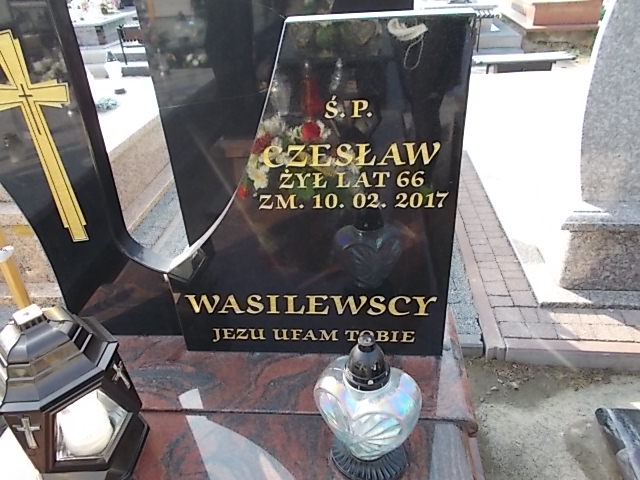 Ś. P.
CZESŁAW
ŻYŁ LAT 66
ZM. 10. 02. 2017
WASILEWSCY
JEZU UFAM TOBIE